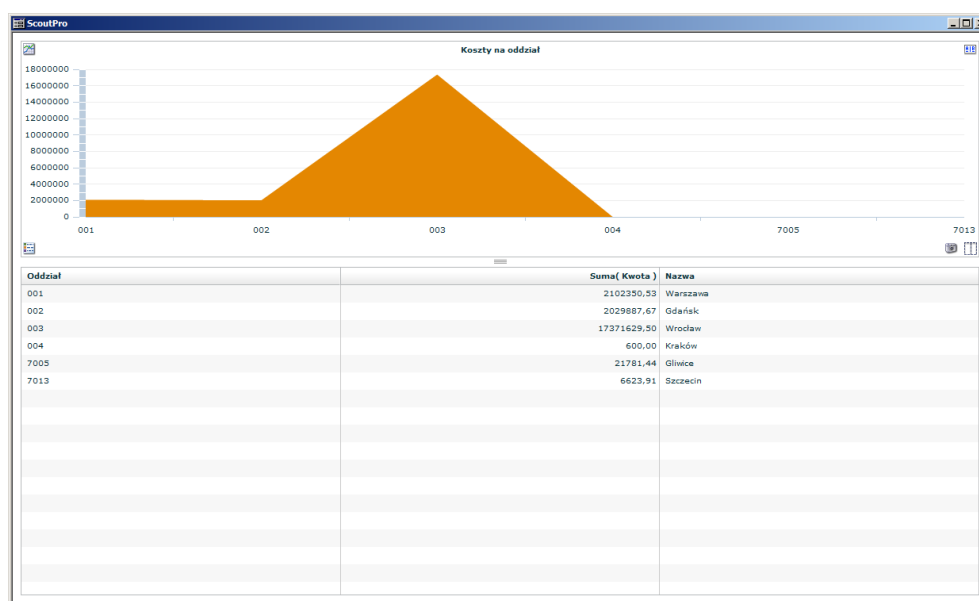 ScoutPro
Koszty na oddział
18000000
16000000
14000000
12000000
10000000
8000000
6000000
4000000
2000000
0
001 002 003 004 7005 7013
Oddział Suma( Kwota ) Nazwa
001 2102350,53 Warszawa
002 2029887,67 Gdańsk
003 17371629,50 Wrocław
004 600,00 Kraków
7005 21781,44 Gliwice
7013 6623,91 Szczecin